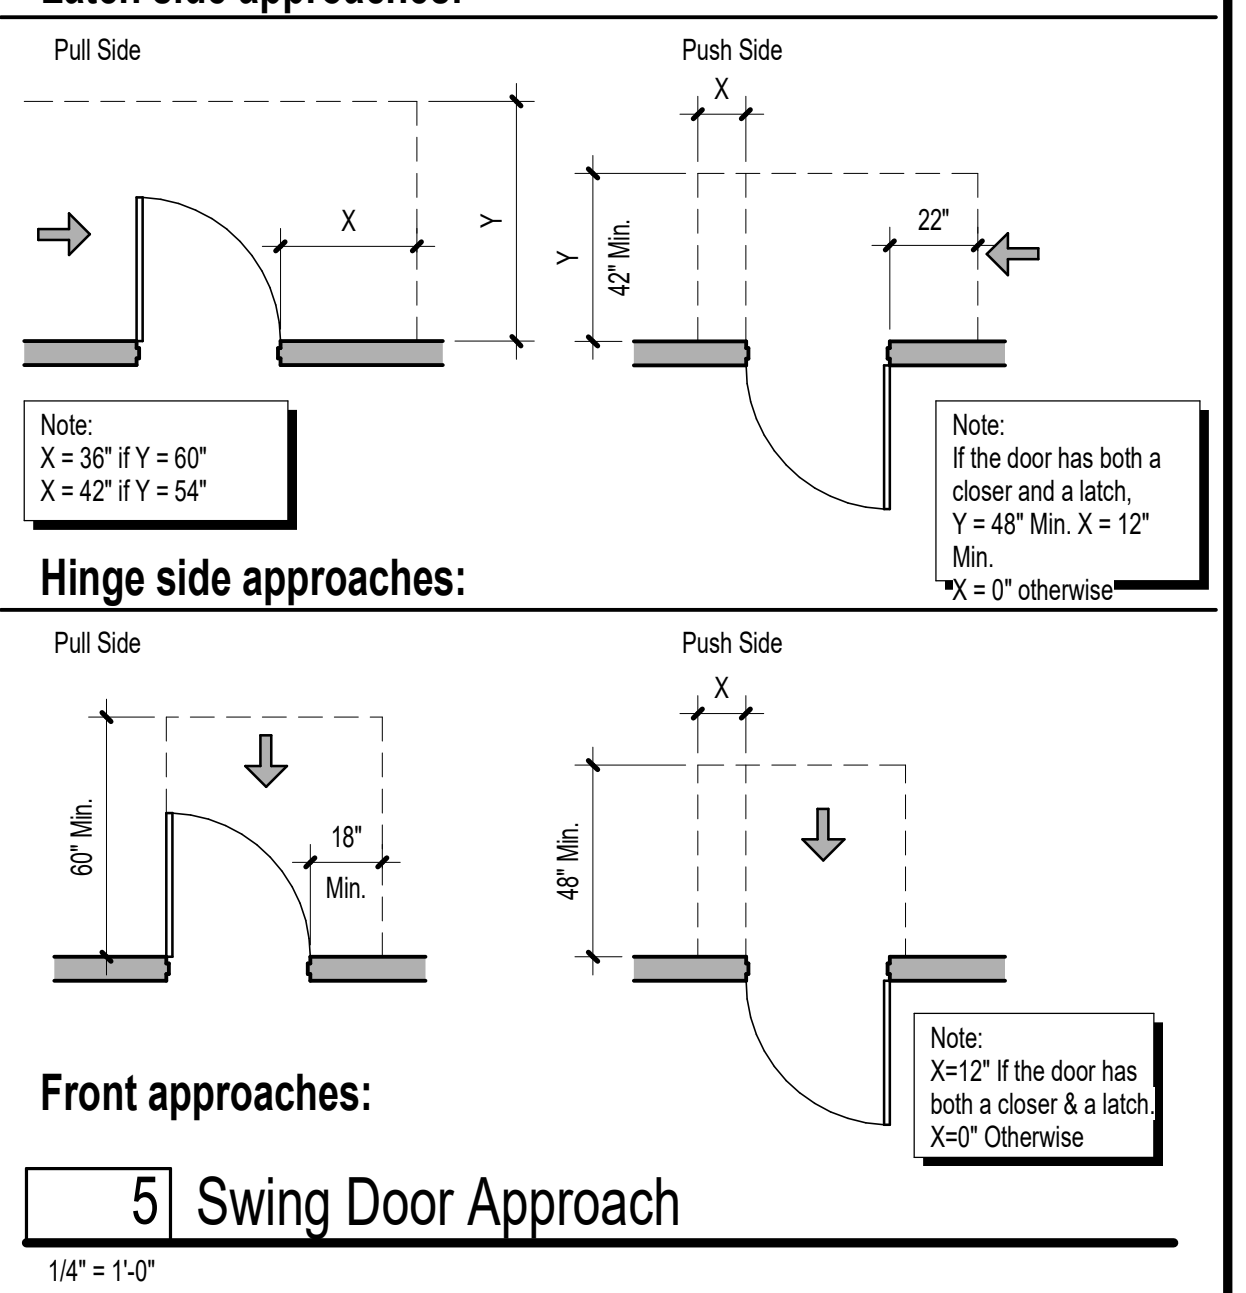 Latch side approaches:
Pull Side
Push Side
X
X
Y
Y
42" Min.
22"
Note:
X = 36" if Y = 60"
X = 42" if Y = 54"
Note:
If the door has both a
closer and a latch,
Y = 48" Min. X = 12"
Min.
X = 0" otherwise
Hinge side approaches:
Pull Side
Push Side
X
60" Min.
18"
Min.
48" Min.
Note:
X=12" If the door has
both a closer & a latch.
X=0" Otherwise
Front approaches:
5 Swing Door Approach
1/4" = 1'-0"